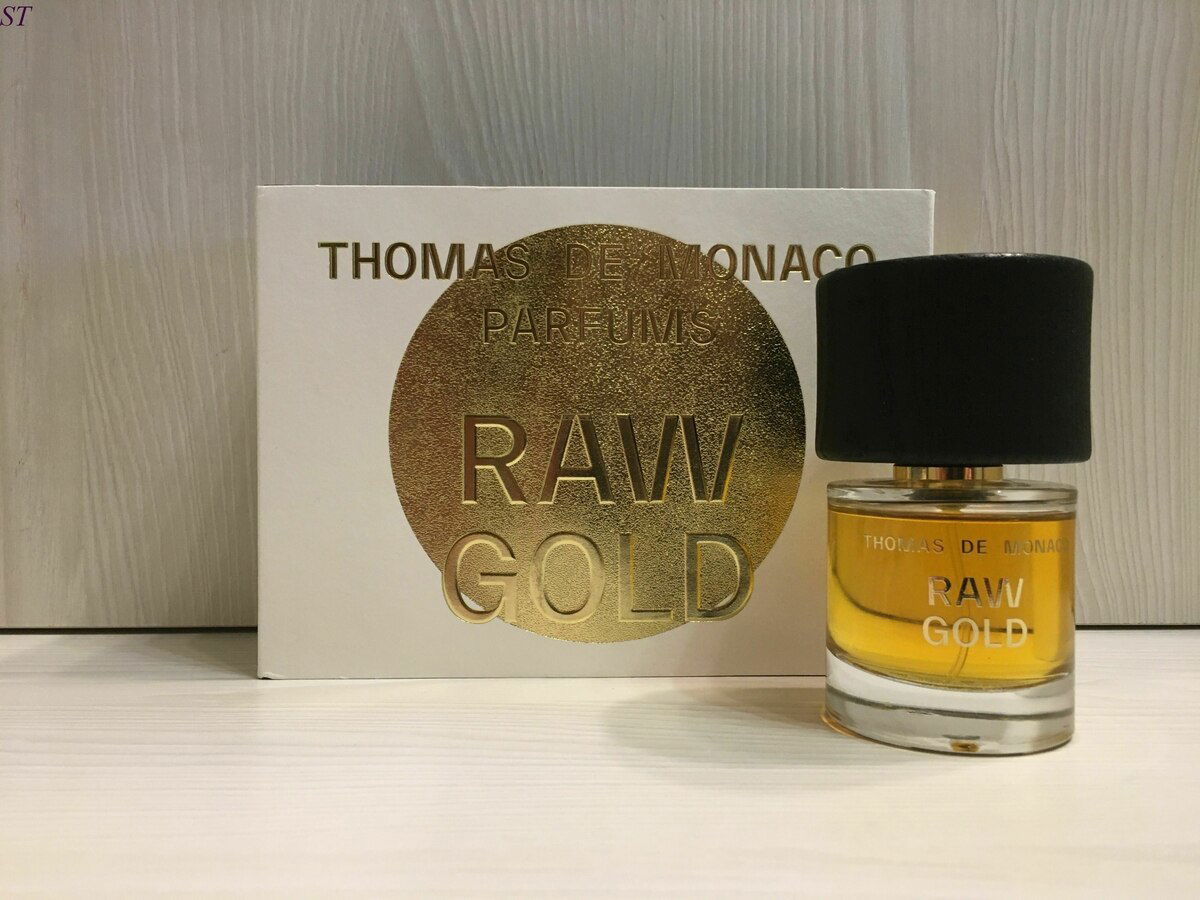 ST
THOMAS DE MONACO
PARFUMS
RAW
GOLD
THOMAS DE MONACO
RAW
GOLD